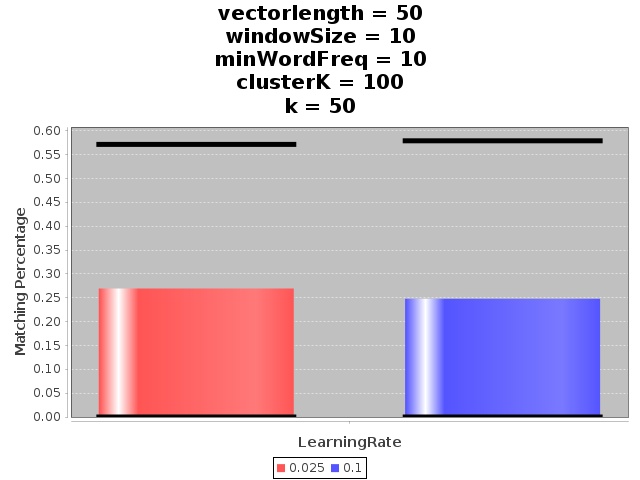 vectorlength = 50
windowSize = 10
minWordFreq = 10
clusterK = 100
k = 50
0.60
0.55
0.50
0.45
0.40
0.35
0.30
0.25
0.20
0.15
0.10
0.05
0.00
Matching Percentage
LearningRate
0.025 0.1